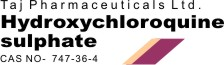 Taj Pharmaceuticals Ltd.
Hydroxychloroquine
sulphate
CAS NO- 747-36-4